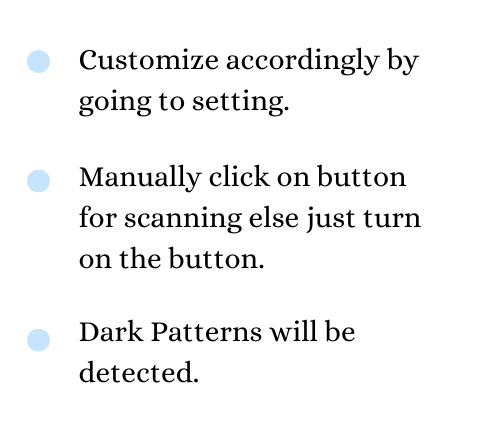 Customize accordingly by
going to setting.
Manually click on button
for scanning else just turn
on the button.
Dark Patterns will be
detected.